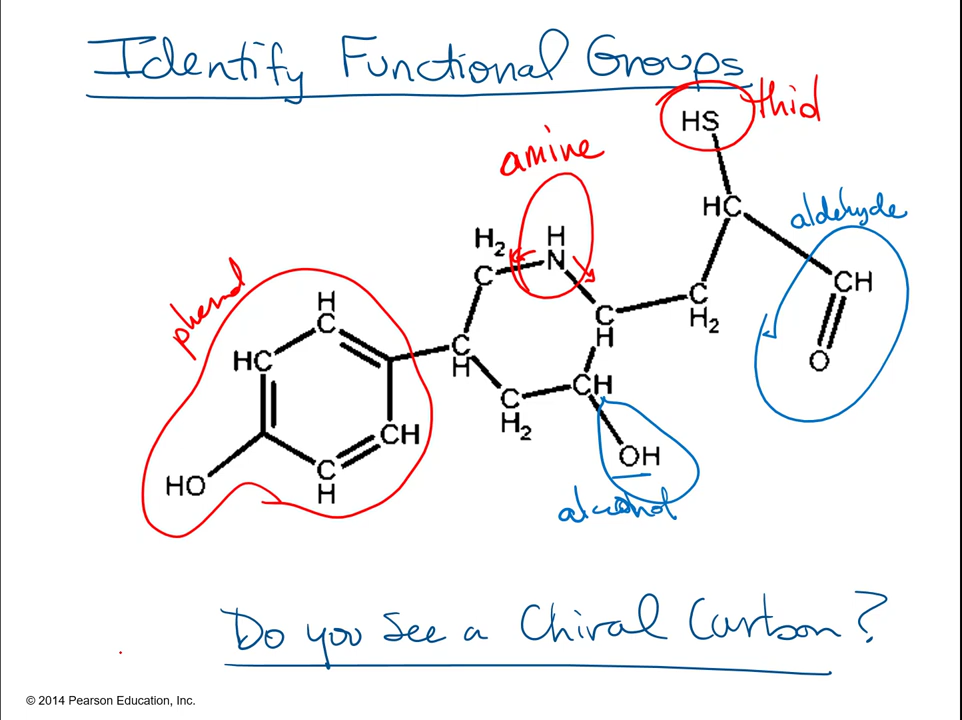 Identify Functional Groups
HS
thiol
amine
HC
aldehyde
H
N
H₂
C
CH
O
C
H₂
C
H
phenol
H
C
HC
C
H
CH
C
H₂
CH
OH
HO
C
H
alcohol
Do you see a Chiral Carbon?
© 2014 Pearson Education, Inc.